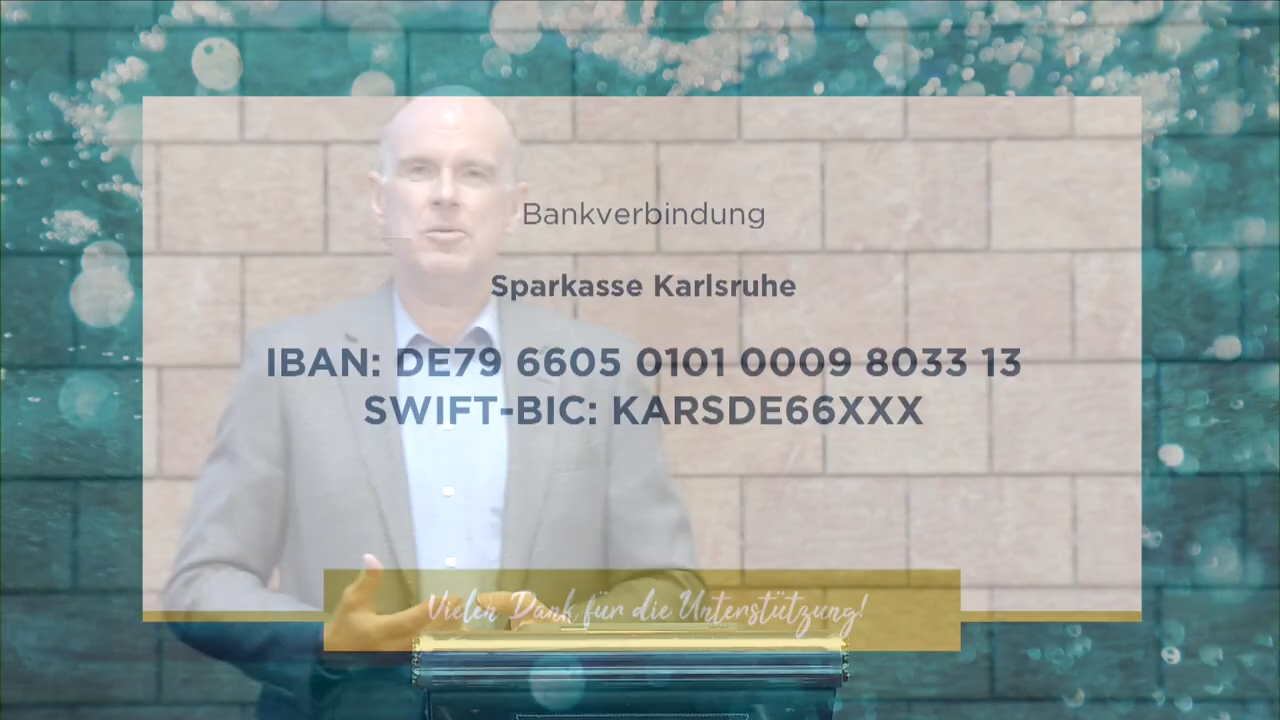 Bankverbindung
Sparkasse Karlsruhe
IBAN: DE79 6605 0101 0009 8033 13
SWIFT-BIC: KARSDE66XXX
Vielen Dank für die Unterstützung!